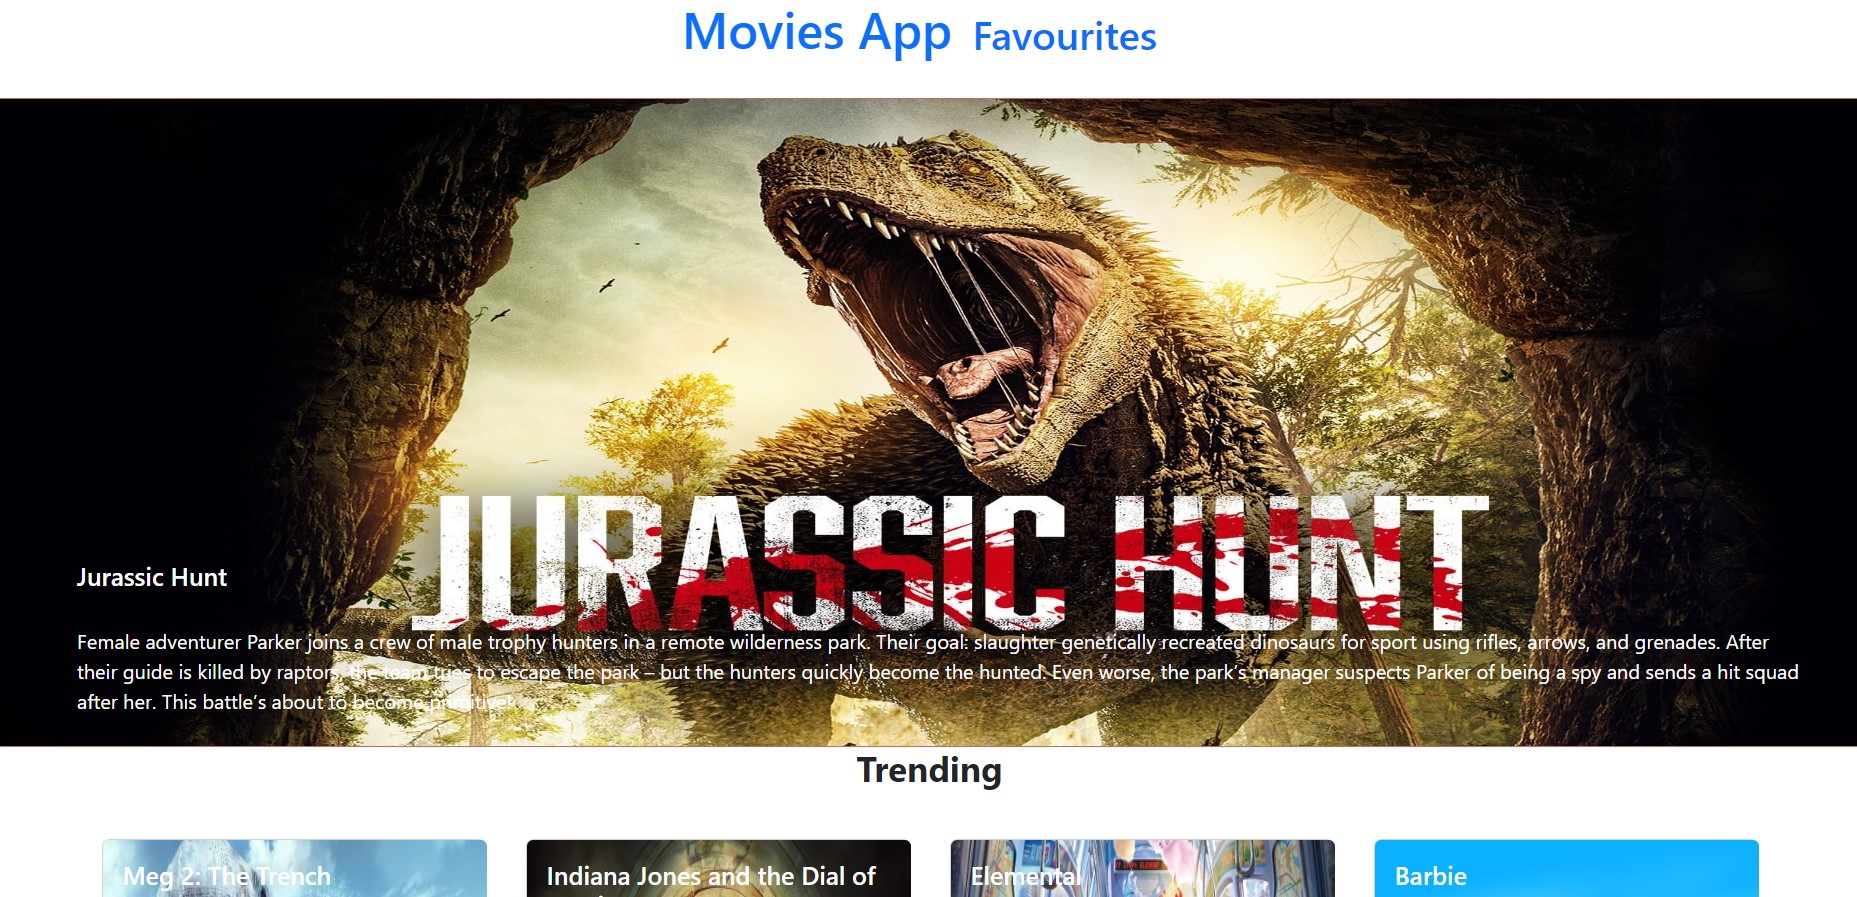 Movies App Favourites
JURASSIC HUNT
Jurassic Hunt
Female adventurer Parker joins a crew of male trophy hunters in a remote wilderness park. Their goal: slaughter genetically recreated dinosaurs for sport using rifles, arrows, and grenades. After
their guide is killed by raptors, the team tries to escape the park – but the hunters quickly become the hunted. Even worse, the park’s manager suspects Parker of being a spy and sends a hit squad
after her. This battle’s about to become primitive!
Trending
Meg 2: The Trench
Indiana Jones and the Dial of
Elemental
Barbie